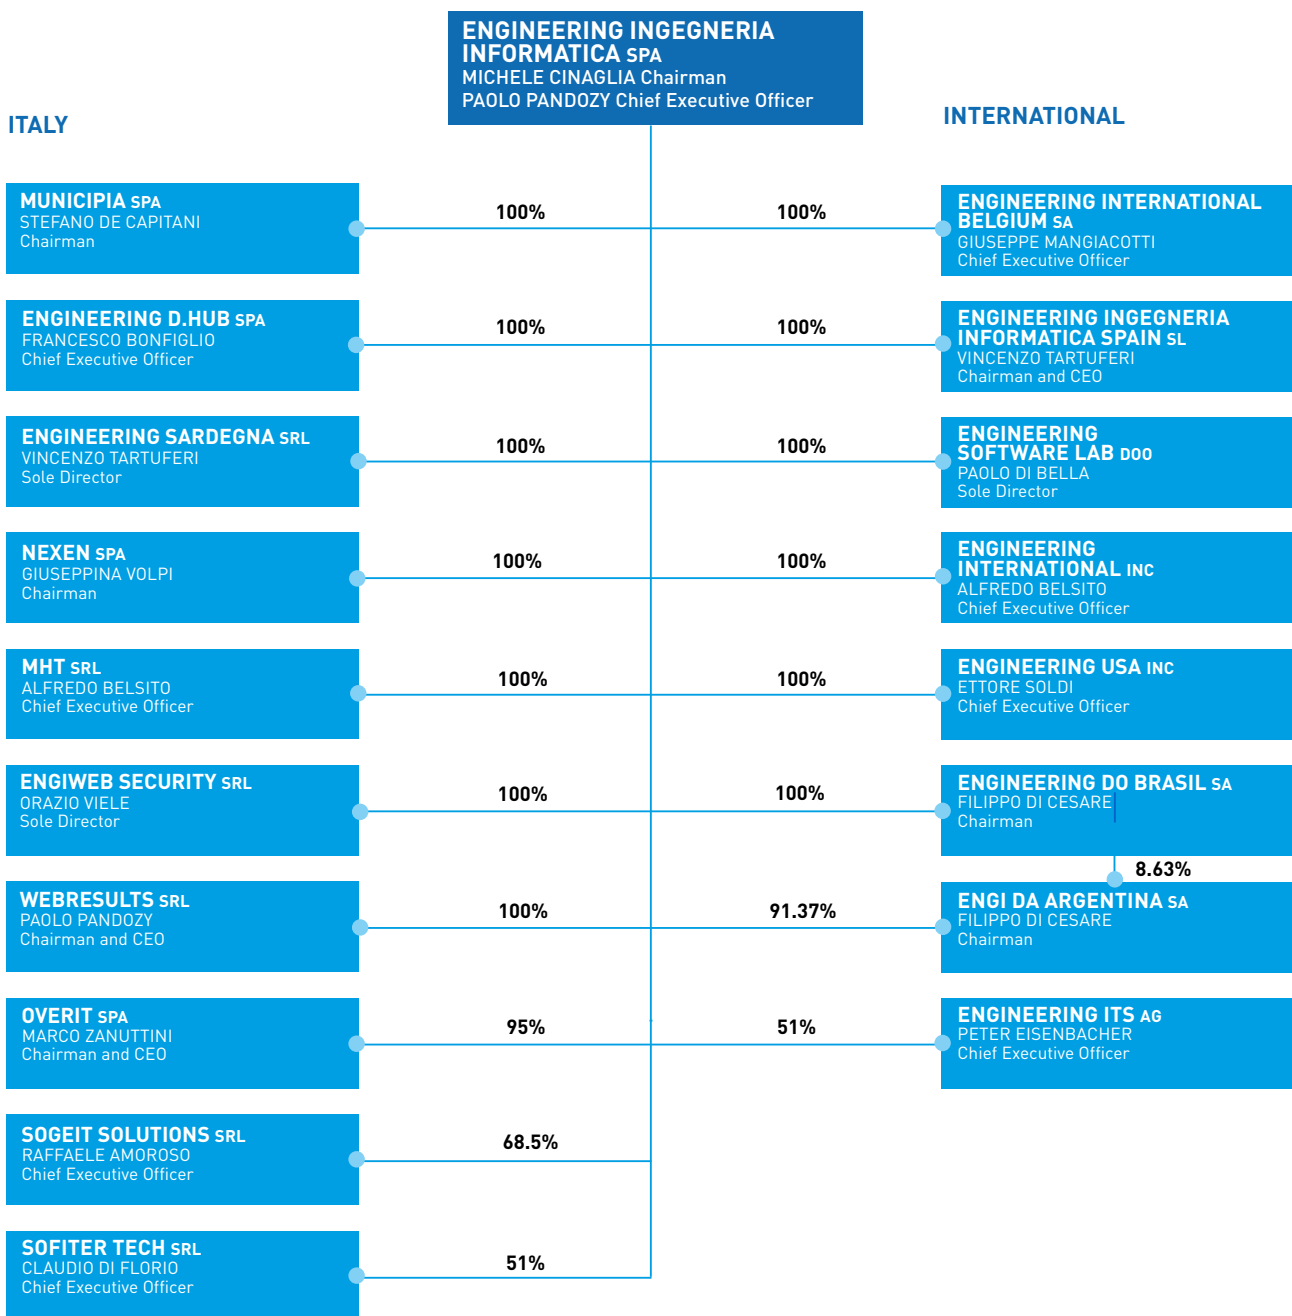 ENGINEERING INGEGNERIA
INFORMATICA SPA
MICHELE CINAGLIA Chairman
PAOLO PANDOZY Chief Executive Officer
ITALY
INTERNATIONAL
MUNICIPIA SPA
STEFANO DE CAPITANI
Chairman
100%
100%
ENGINEERING INTERNATIONAL
BELGIUM SA
GIUSEPPE MANGIACOTTI
Chief Executive Officer
ENGINEERING D.HUB SPA
FRANCESCO BONFIGLIO
Chief Executive Officer
100%
100%
ENGINEERING INGEGNERIA
INFORMATICA SPAIN SL
VINCENZO TARTUFERI
Chairman and CEO
ENGINEERING SARDEGNA SRL
VINCENZO TARTUFERI
Sole Director
100%
100%
ENGINEERING
SOFTWARE LAB DOO
PAOLO DI BELLA
Sole Director
NEXEN SPA
GIUSEPPINA VOLPI
Chairman
100%
100%
ENGINEERING
INTERNATIONAL INC
ALFREDO BELSITO
Chief Executive Officer
MHT SRL
ALFREDO BELSITO
Chief Executive Officer
100%
100%
ENGINEERING USA INC
ETTORE SOLDI
Chief Executive Officer
ENGIWEB SECURITY SRL
ORAZIO VIELE
Sole Director
100%
100%
ENGINEERING DO BRASIL SA
FILIPPO DI CESARE
Chairman
8.63%
WEBRESULTS SRL
PAOLO PANDOZY
Chairman and CEO
100%
91.37%
ENGI DA ARGENTINA SA
FILIPPO DI CESARE
Chairman
OVERIT SPA
MARCO ZANUTTINI
Chairman and CEO
95%
51%
ENGINEERING ITS AG
PETER EISENBACHER
Chief Executive Officer
SOGEIT SOLUTIONS SRL
RAFFAELE AMOROSO
Chief Executive Officer
68.5%
SOFITER TECH SRL
CLAUDIO DI FLORIO
Chief Executive Officer
51%